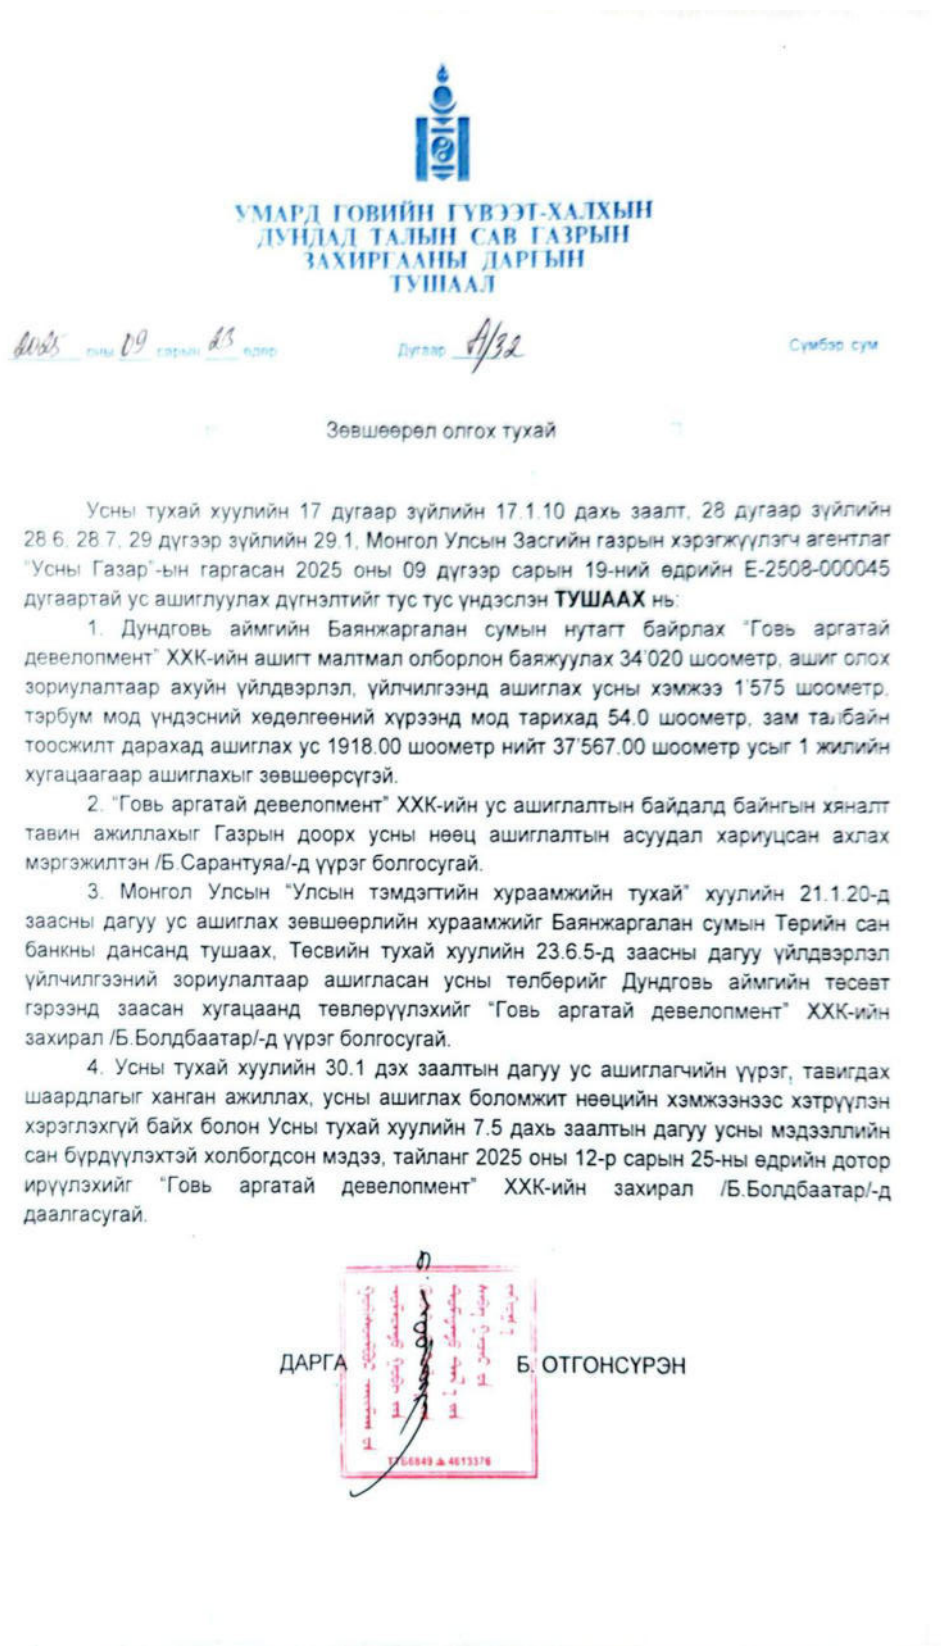 УМАРД ГОВИЙН ГҮВЭЭТ-ХАЛХЫН
ДУНДАД ТАЛЫН САВ ГАЗРЫН
ЗАХИРГААНЫ ДАРГЫН
ТУШААЛ
2025 оны 09 сарын 23 өдөр Дугаар А/32 Сүмбэр сум
Зөвшөөрөл олгох тухай
Усны тухай хуулийн 17 дугаар зүйлийн 17.1.10 дахь заалт, 28 дугаар зүйлийн
28.6, 28.7, 29 дүгээр зүйлийн 29.1, Монгол Улсын Засгийн газрын хэрэгжүүлэгч агентлаг
"Усны Газар"-ын гаргасан 2025 оны 09 дүгээр сарын 19-ний өдрийн Е-2508-000045
дугаартай ус ашиглуулах дүгнэлтийг тус тус үндэслэн ТУШААХ нь:
1. Дундговь аймгийн Баянжаргалан сумын нутагт байрлах "Говь аргатай
девелопмент" ХХК-ийн ашигт малтмал олборлон баяжуулах 34'020 шоометр, ашиг олох
зориулалтаар ахуйн үйлдвэрлэл, үйлчилгээнд ашиглах усны хэмжээ 1'575 шоометр,
тэрбум мод үндэсний хөдөлгөөний хүрээнд мод тарихад 54.0 шоометр, зам талбайн
тоосжилт дарахад ашиглах ус 1918.00 шоометр нийт 37'567.00 шоометр усыг 1 жилийн
хугацаагаар ашиглахыг зөвшөөрсүгэй.
2. "Говь аргатай девелопмент" ХХК-ийн ус ашиглалтын байдалд байнгын хяналт
тавин ажиллахыг Газрын доорх усны нөөц ашиглалтын асуудал хариуцсан ахлах
мэргэжилтэн /Б.Сарантуяа/-д үүрэг болгосугай.
3. Монгол Улсын "Улсын тэмдэгтийн хураамжийн тухай" хуулийн 21.1.20-д
заасны дагуу ус ашиглах зөвшөөрлийн хураамжийг Баянжаргалан сумын Төрийн сан
банкны дансанд тушаах, Төсвийн тухай хуулийн 23.6.5-д заасны дагуу үйлдвэрлэл
үйлчилгээний зориулалтаар ашигласан усны төлбөрийг Дундговь аймгийн төсөвт
гэрээнд заасан хугацаанд төвлөрүүлэхийг "Говь аргатай девелопмент" ХХК-ийн
захирал /Б.Болдбаатар/-д үүрэг болгосугай.
4. Усны тухай хуулийн 30.1 дэх заалтын дагуу ус ашиглагчийн үүрэг, тавигдах
шаардлагыг ханган ажиллах, усны ашиглах боломжит нөөцийн хэмжээнээс хэтрүүлэн
хэрэглэхгүй байх болон Усны тухай хуулийн 7.5 дахь заалтын дагуу усны мэдээллийн
сан бүрдүүлэхтэй холбогдсон мэдээ, тайланг 2025 оны 12-р сарын 25-ны өдрийн дотор
ирүүлэхийг "Говь аргатай девелопмент" ХХК-ийн захирал /Б.Болдбаатар/-д
даалгасугай.
ДАРГА Б. ОТГОНСҮРЭН
4613376